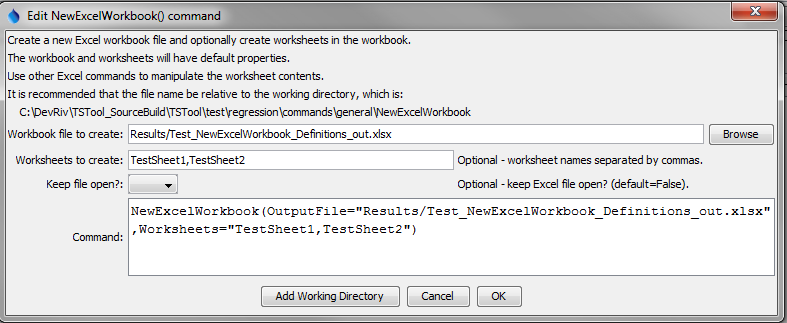 Edit NewExcelWorkbook() command
Create a new Excel workbook file and optionally create worksheets in the workbook.
The workbook and worksheets will have default properties.
Use other Excel commands to manipulate the worksheet contents.
It is recommended that the file name be relative to the working directory, which is:
C:\DevRiv\TSTool_SourceBuild\TSTool\test\regression\commands\general\NewExcelWorkbook
Workbook file to create: Results/Test_NewExcelWorkbook_Definitions_out.xlsx Browse
Worksheets to create: TestSheet1,TestSheet2 Optional - worksheet names separated by commas.
Keep file open?: Optional - keep Excel file open? (default=False).
NewExcelWorkbook(OutputFile="Results/Test_NewExcelWorkbook_Definitions_out.xlsx"
,Worksheets="TestSheet1,TestSheet2")
Command:
Add Working Directory Cancel OK